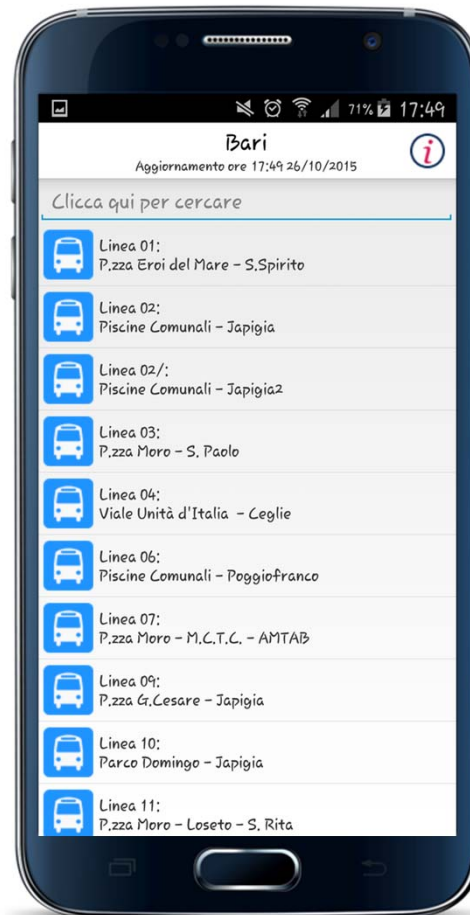 71% 17:49
Bari
Aggiornamento ore 17:49 26/10/2015
i
Clicca qui per cercare
Linea 01:
P.zza Eroi del Mare - S.Spirito
Linea 02:
Piscine Comunali - Japigia
Linea 02/:
Piscine Comunali - Japigia2
Linea 03:
P.zza Moro - S. Paolo
Linea 04:
Viale Unità d'Italia - Ceglie
Linea 06:
Piscine Comunali - Poggiofranco
Linea 07:
P.zza Moro - M.C.T.C. - AMTAB
Linea 09:
P.zza G.Cesare - Japigia
Linea 10:
Parco Domingo - Japigia
Linea 11:
P.zza Moro - Loseto - S. Rita